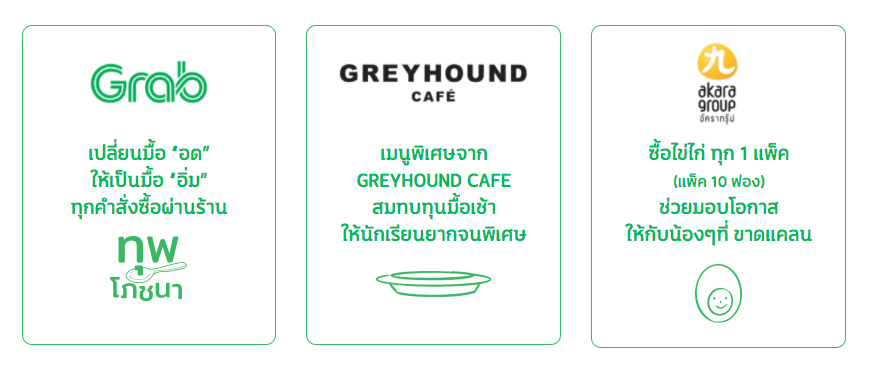 Grab
เปลี่ยนมื้อ “อด”
ให้เป็นมื้อ “อิ่ม”
ทุกคำสั่งซื้อผ่านร้าน
ทุพ
โภชนา
GREYHOUND
CAFÉ
เมนูพิเศษจาก
GREYHOUND CAFE
สมทบทุนมื้อเช้า
ให้นักเรียนยากจนพิเศษ
九
akara
group
อัครากรุ๊ป
ซื้อไข่ไก่ ทุก 1 แพ็ค
(แพ็ค 10 ฟอง)
ช่วยมอบโอกาส
ให้กับน้องๆที่ ขาดแคลน